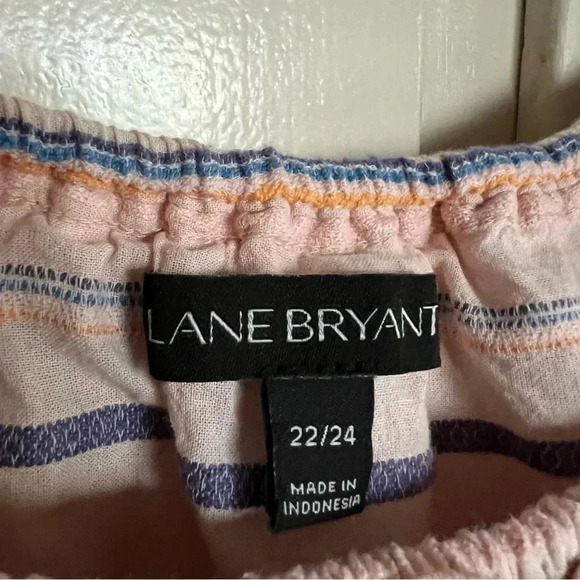 LANE BRYANT
22/24
MADE IN
INDONESIA